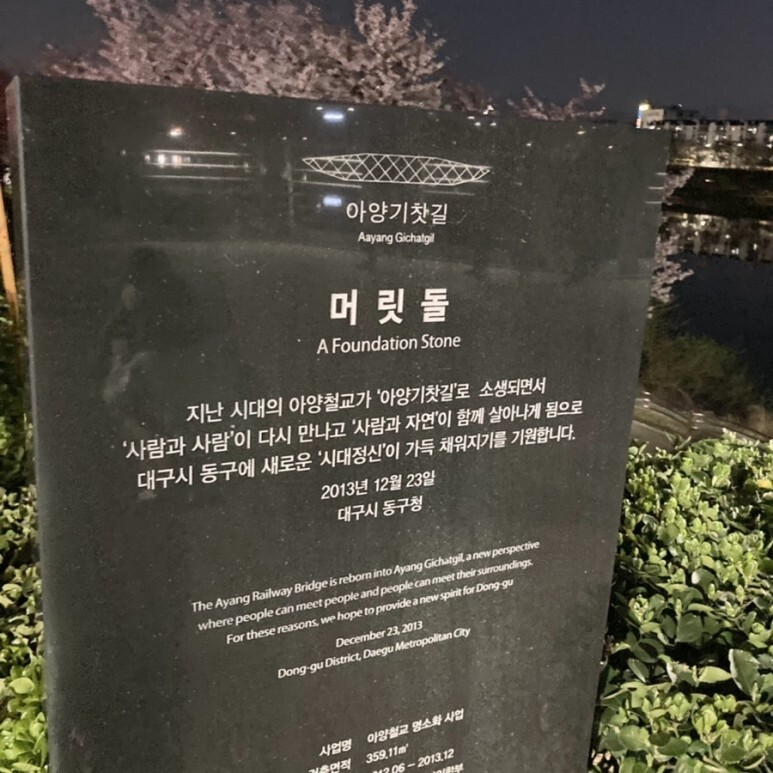 아양기찻길
Aayang Gichatgil
머릿돌
A Foundation Stone
지난 시대의 아양철교가 '아양기찻길'로 소생되면서
'사람과 사람'이 다시 만나고 '사람과 자연'이 함께 살아나게 됨으로
대구시 동구에 새로운 '시대정신'이 가득 채워지기를 기원합니다.
2013년 12월 23일
대구시 동구청
The Ayang Railway Bridge is reborn into Ayang Gichatgil, a new perspective
where people can meet people and people can meet their surroundings.
For these reasons, we hope to provide a new spirit for Dong-gu
December 23, 2013
Dong-gu District, Daegu Metropolitan City
사업명 아양철교 명소화 사업
건축면적 359.11㎡
2012.06 - 2013.12